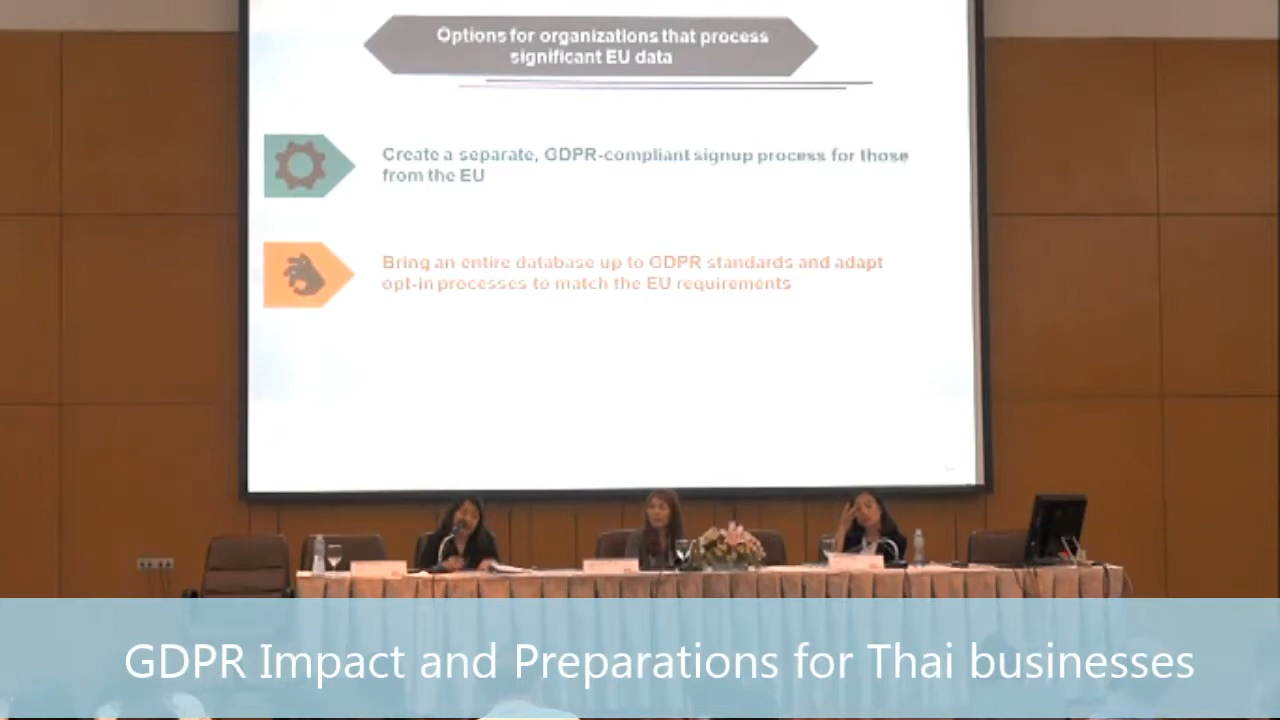 Options for organizations that process
significant EU data
Create a separate, GDPR-compliant signup process for those
from the EU
Bring an entire database up to GDPR standards and adapt
opt-in processes to match the EU requirements
GDPR Impact and Preparations for Thai businesses